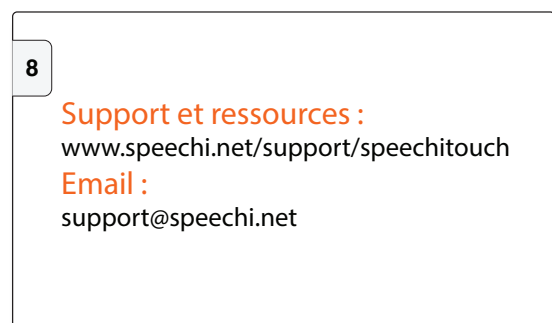 8
Support et ressources :
www.speechi.net/support/speechitouch
Email :
support@speechi.net